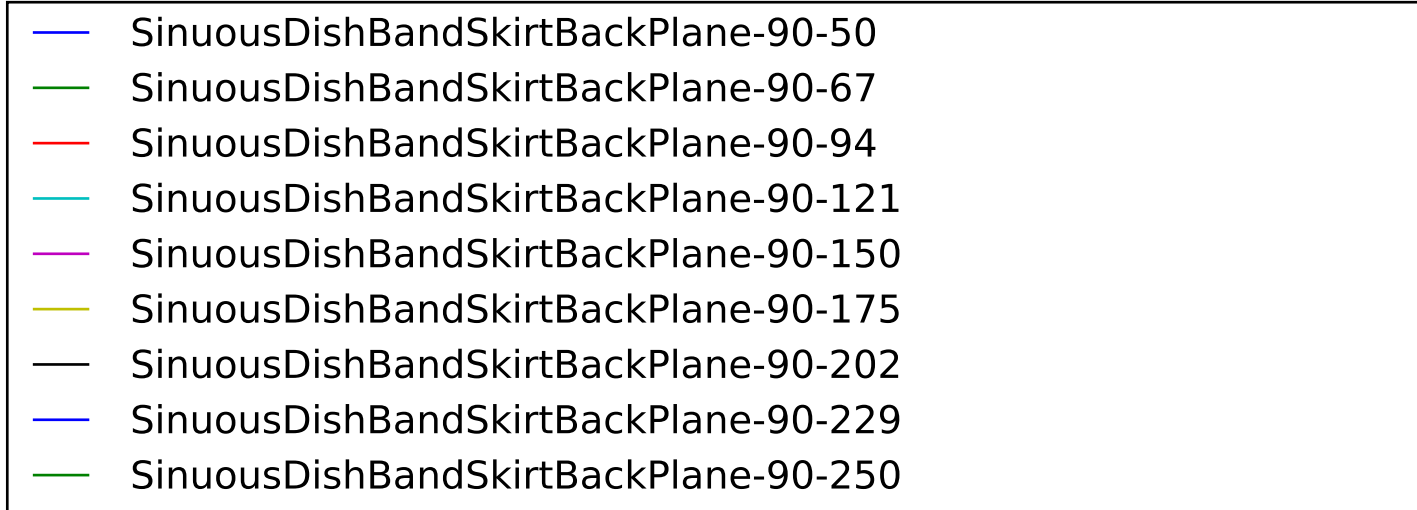 SinuousDishBandSkirtBackPlane-90-50
SinuousDishBandSkirtBackPlane-90-67
SinuousDishBandSkirtBackPlane-90-94
SinuousDishBandSkirtBackPlane-90-121
SinuousDishBandSkirtBackPlane-90-150
SinuousDishBandSkirtBackPlane-90-175
SinuousDishBandSkirtBackPlane-90-202
SinuousDishBandSkirtBackPlane-90-229
SinuousDishBandSkirtBackPlane-90-250